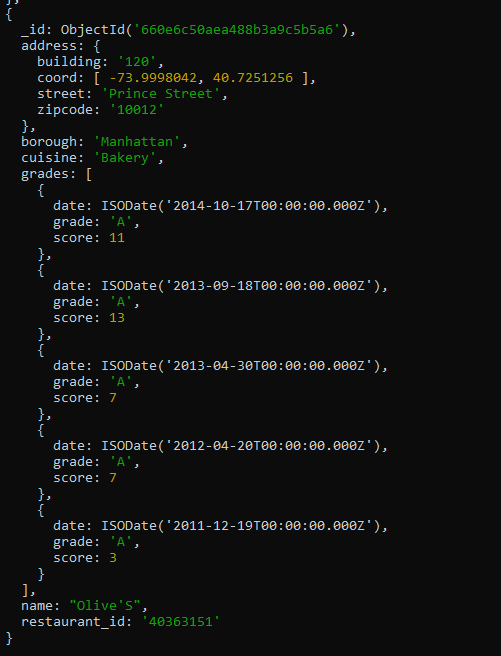 },
{
  _id: ObjectId('660e6c50aea488b3a9c5b5a6'),
  address: {
    building: '120',
    coord: [ -73.9998042, 40.7251256 ],
    street: 'Prince Street',
    zipcode: '10012'
  },
  borough: 'Manhattan',
  cuisine: 'Bakery',
  grades: [
    {
      date: ISODate('2014-10-17T00:00:00.000Z'),
      grade: 'A',
      score: 11
    },
    {
      date: ISODate('2013-09-18T00:00:00.000Z'),
      grade: 'A',
      score: 13
    },
    {
      date: ISODate('2013-04-30T00:00:00.000Z'),
      grade: 'A',
      score: 7
    },
    {
      date: ISODate('2012-04-20T00:00:00.000Z'),
      grade: 'A',
      score: 7
    },
    {
      date: ISODate('2011-12-19T00:00:00.000Z'),
      grade: 'A',
      score: 3
    }
  ],
  name: "Olive'S",
  restaurant_id: '40363151'
}